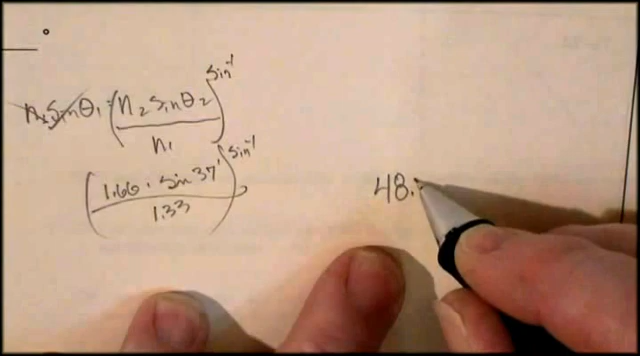 n₁ sin θ₁ = (n₂ sin θ₂ / n₁) sin⁻¹
(1.66 · sin 37 / 1.33) sin⁻¹
48.